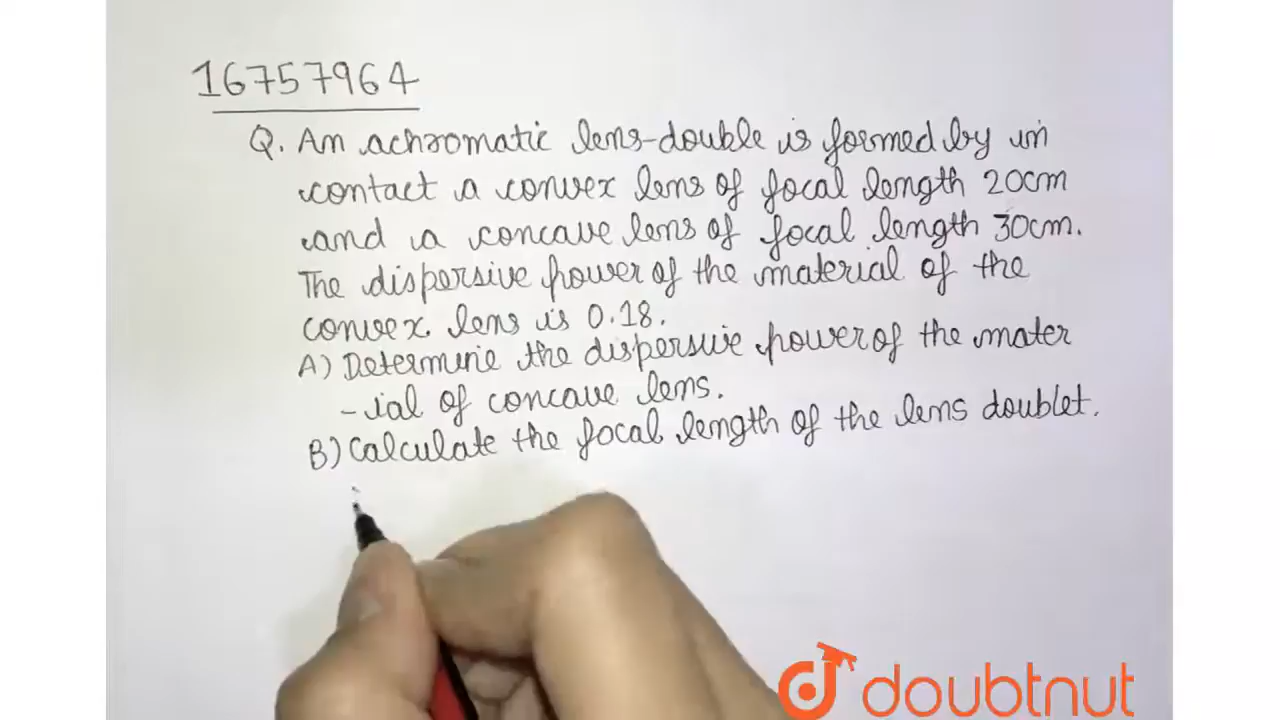 16757964
Q. An achromatic lens-double is formed by in
contact a convex lens of focal length 20cm
and a concave lens of focal length 30cm.
The dispersive power of the material of the
convex lens is 0.18.
A) Determine the dispersive power of the mater
-ial of concave lens.
B) Calculate the focal length of the lens doublet.
doubtnut